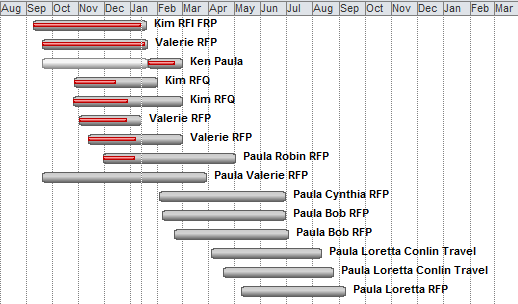 Aug Sep Oct Nov Dec Jan Feb Mar Apr May Jun Jul Aug Sep Oct Nov Dec Jan Feb Mar
Kim RFI FRP
Valerie RFP
Ken Paula
Kim RFQ
Kim RFQ
Valerie RFP
Valerie RFP
Paula Robin RFP
Paula Valerie RFP
Paula Cynthia RFP
Paula Bob RFP
Paula Bob RFP
Paula Loretta Conlin Travel
Paula Loretta Conlin Travel
Paula Loretta RFP